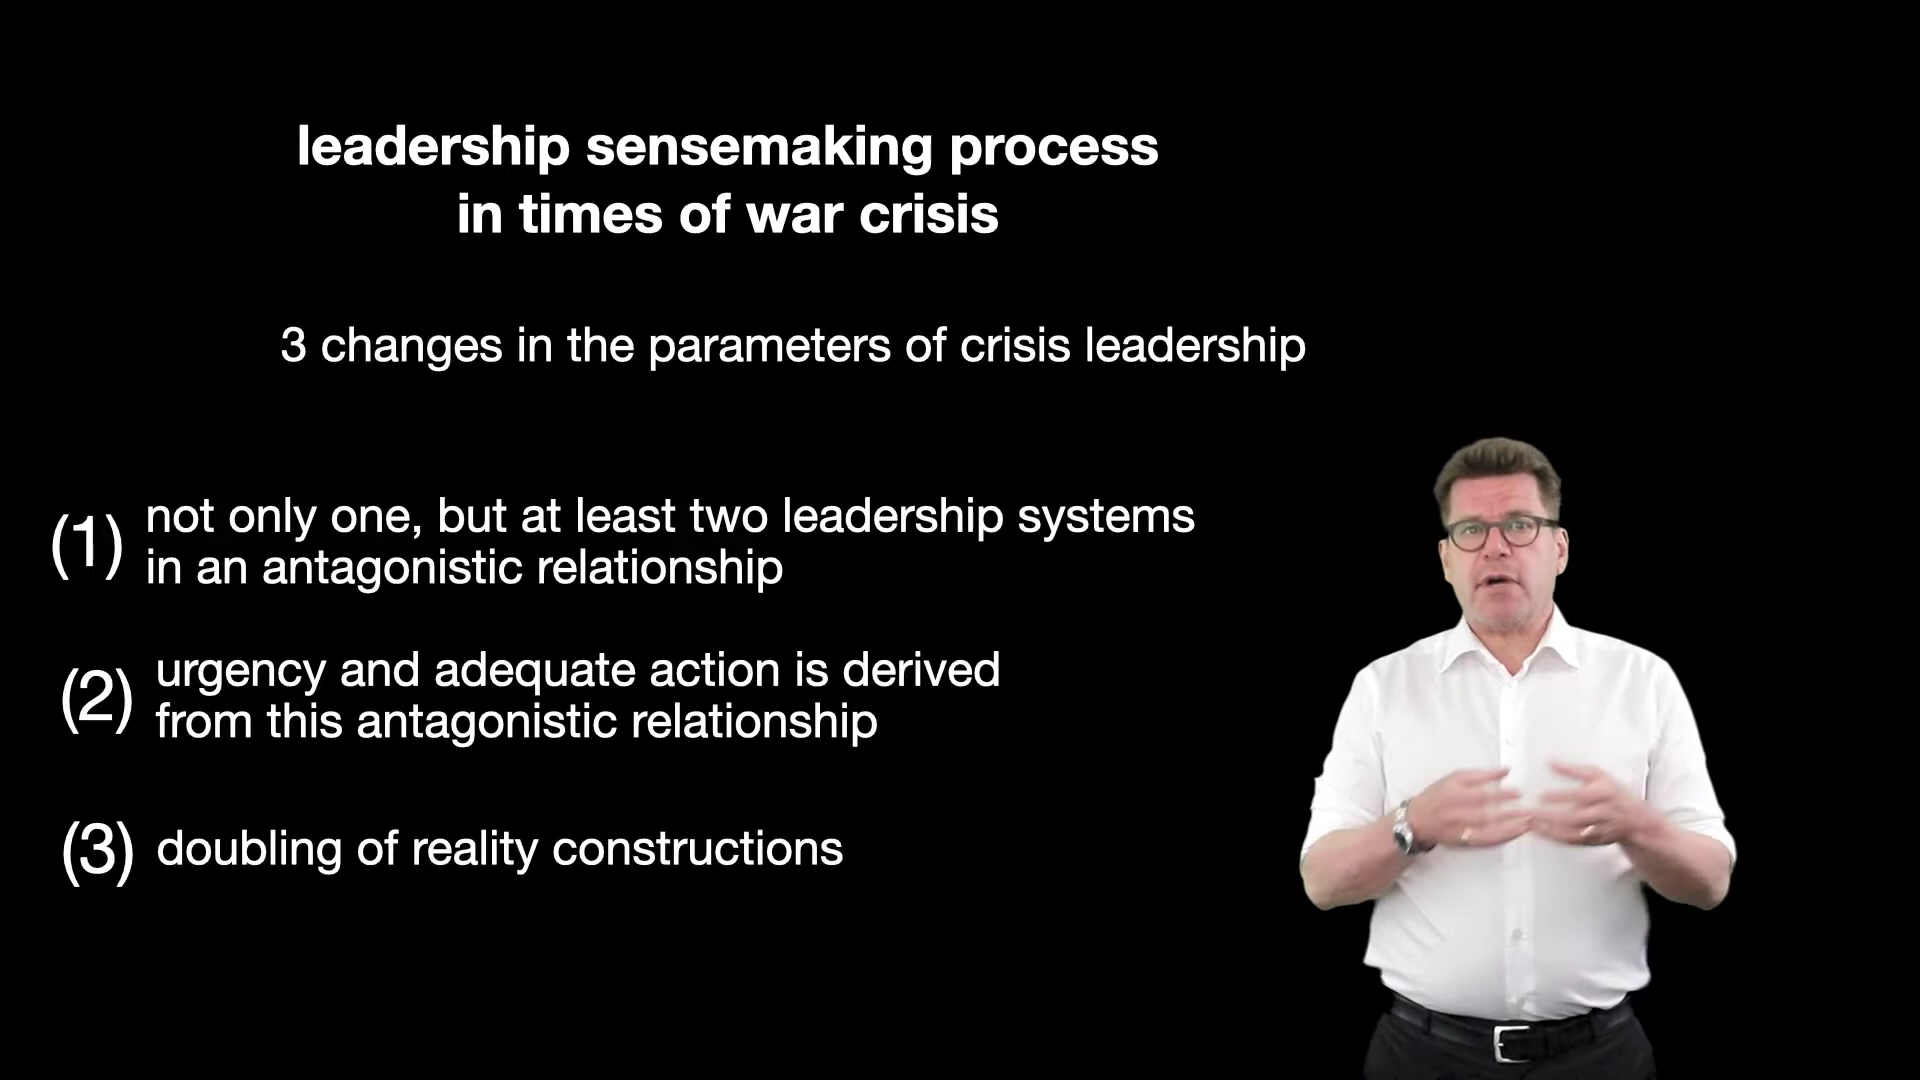 leadership sensemaking process
in times of war crisis
3 changes in the parameters of crisis leadership
(1) not only one, but at least two leadership systems
in an antagonistic relationship
(2) urgency and adequate action is derived
from this antagonistic relationship
(3) doubling of reality constructions